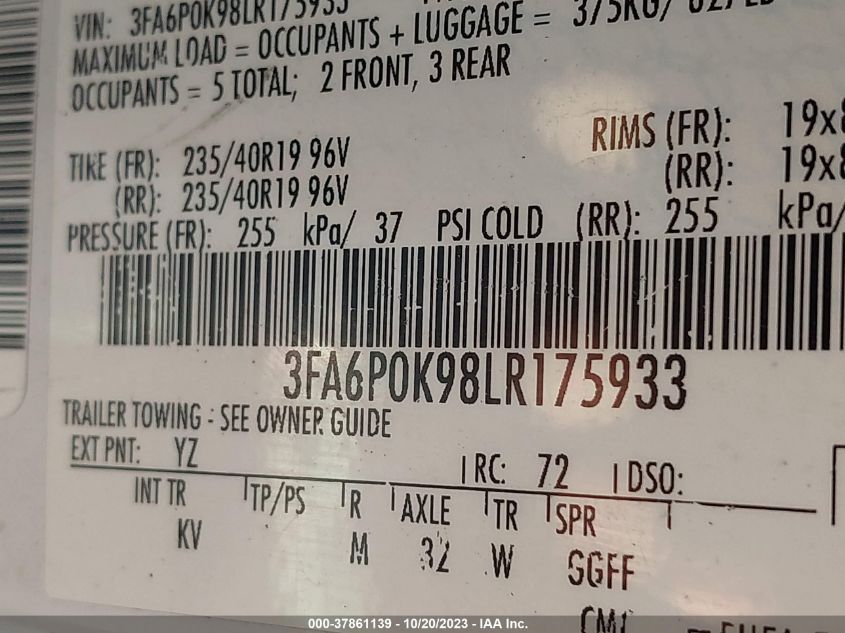 VIN: 3FA6P0K98LR175933
MAXIMUM LOAD = OCCUPANTS + LUGGAGE = 375KG/
OCCUPANTS = 5 TOTAL; 2 FRONT, 3 REAR
RIMS (FR): 19x8
TIRE (FR): 235/40R19 96V
(RR): 19x8
(RR): 235/40R19 96V
PRESSURE (FR): 255 kPa/ 37 PSI COLD (RR): 255 kPa/
3FA6P0K98LR175933
TRAILER TOWING - SEE OWNER GUIDE
EXT PNT: YZ RC: 72 DSO:
INT TR TP/PS R AXLE TR SPR
KV M 32 W GGFF
000-37861139 - 10/20/2023 - IAA Inc.